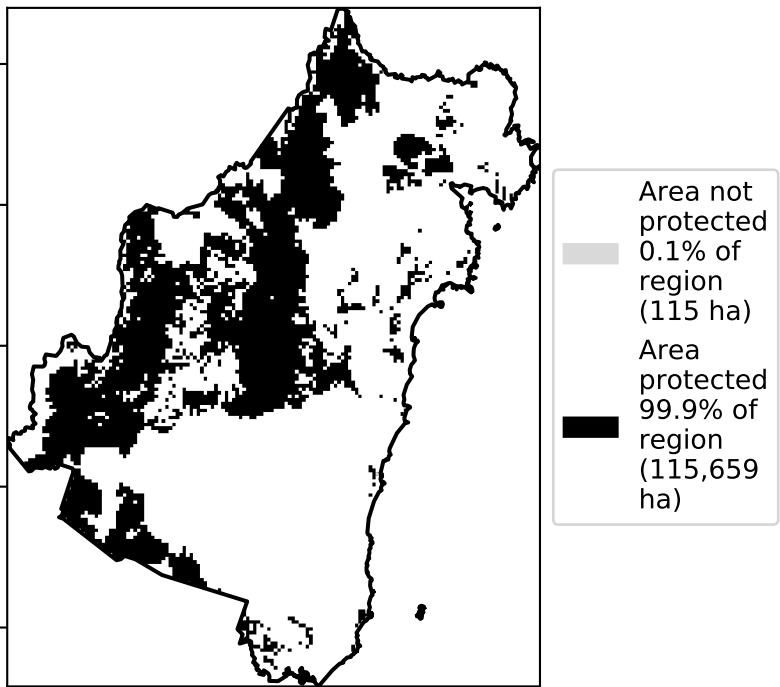 Area not
protected
0.1% of
region
(115 ha)
Area
protected
99.9% of
region
(115,659
ha)